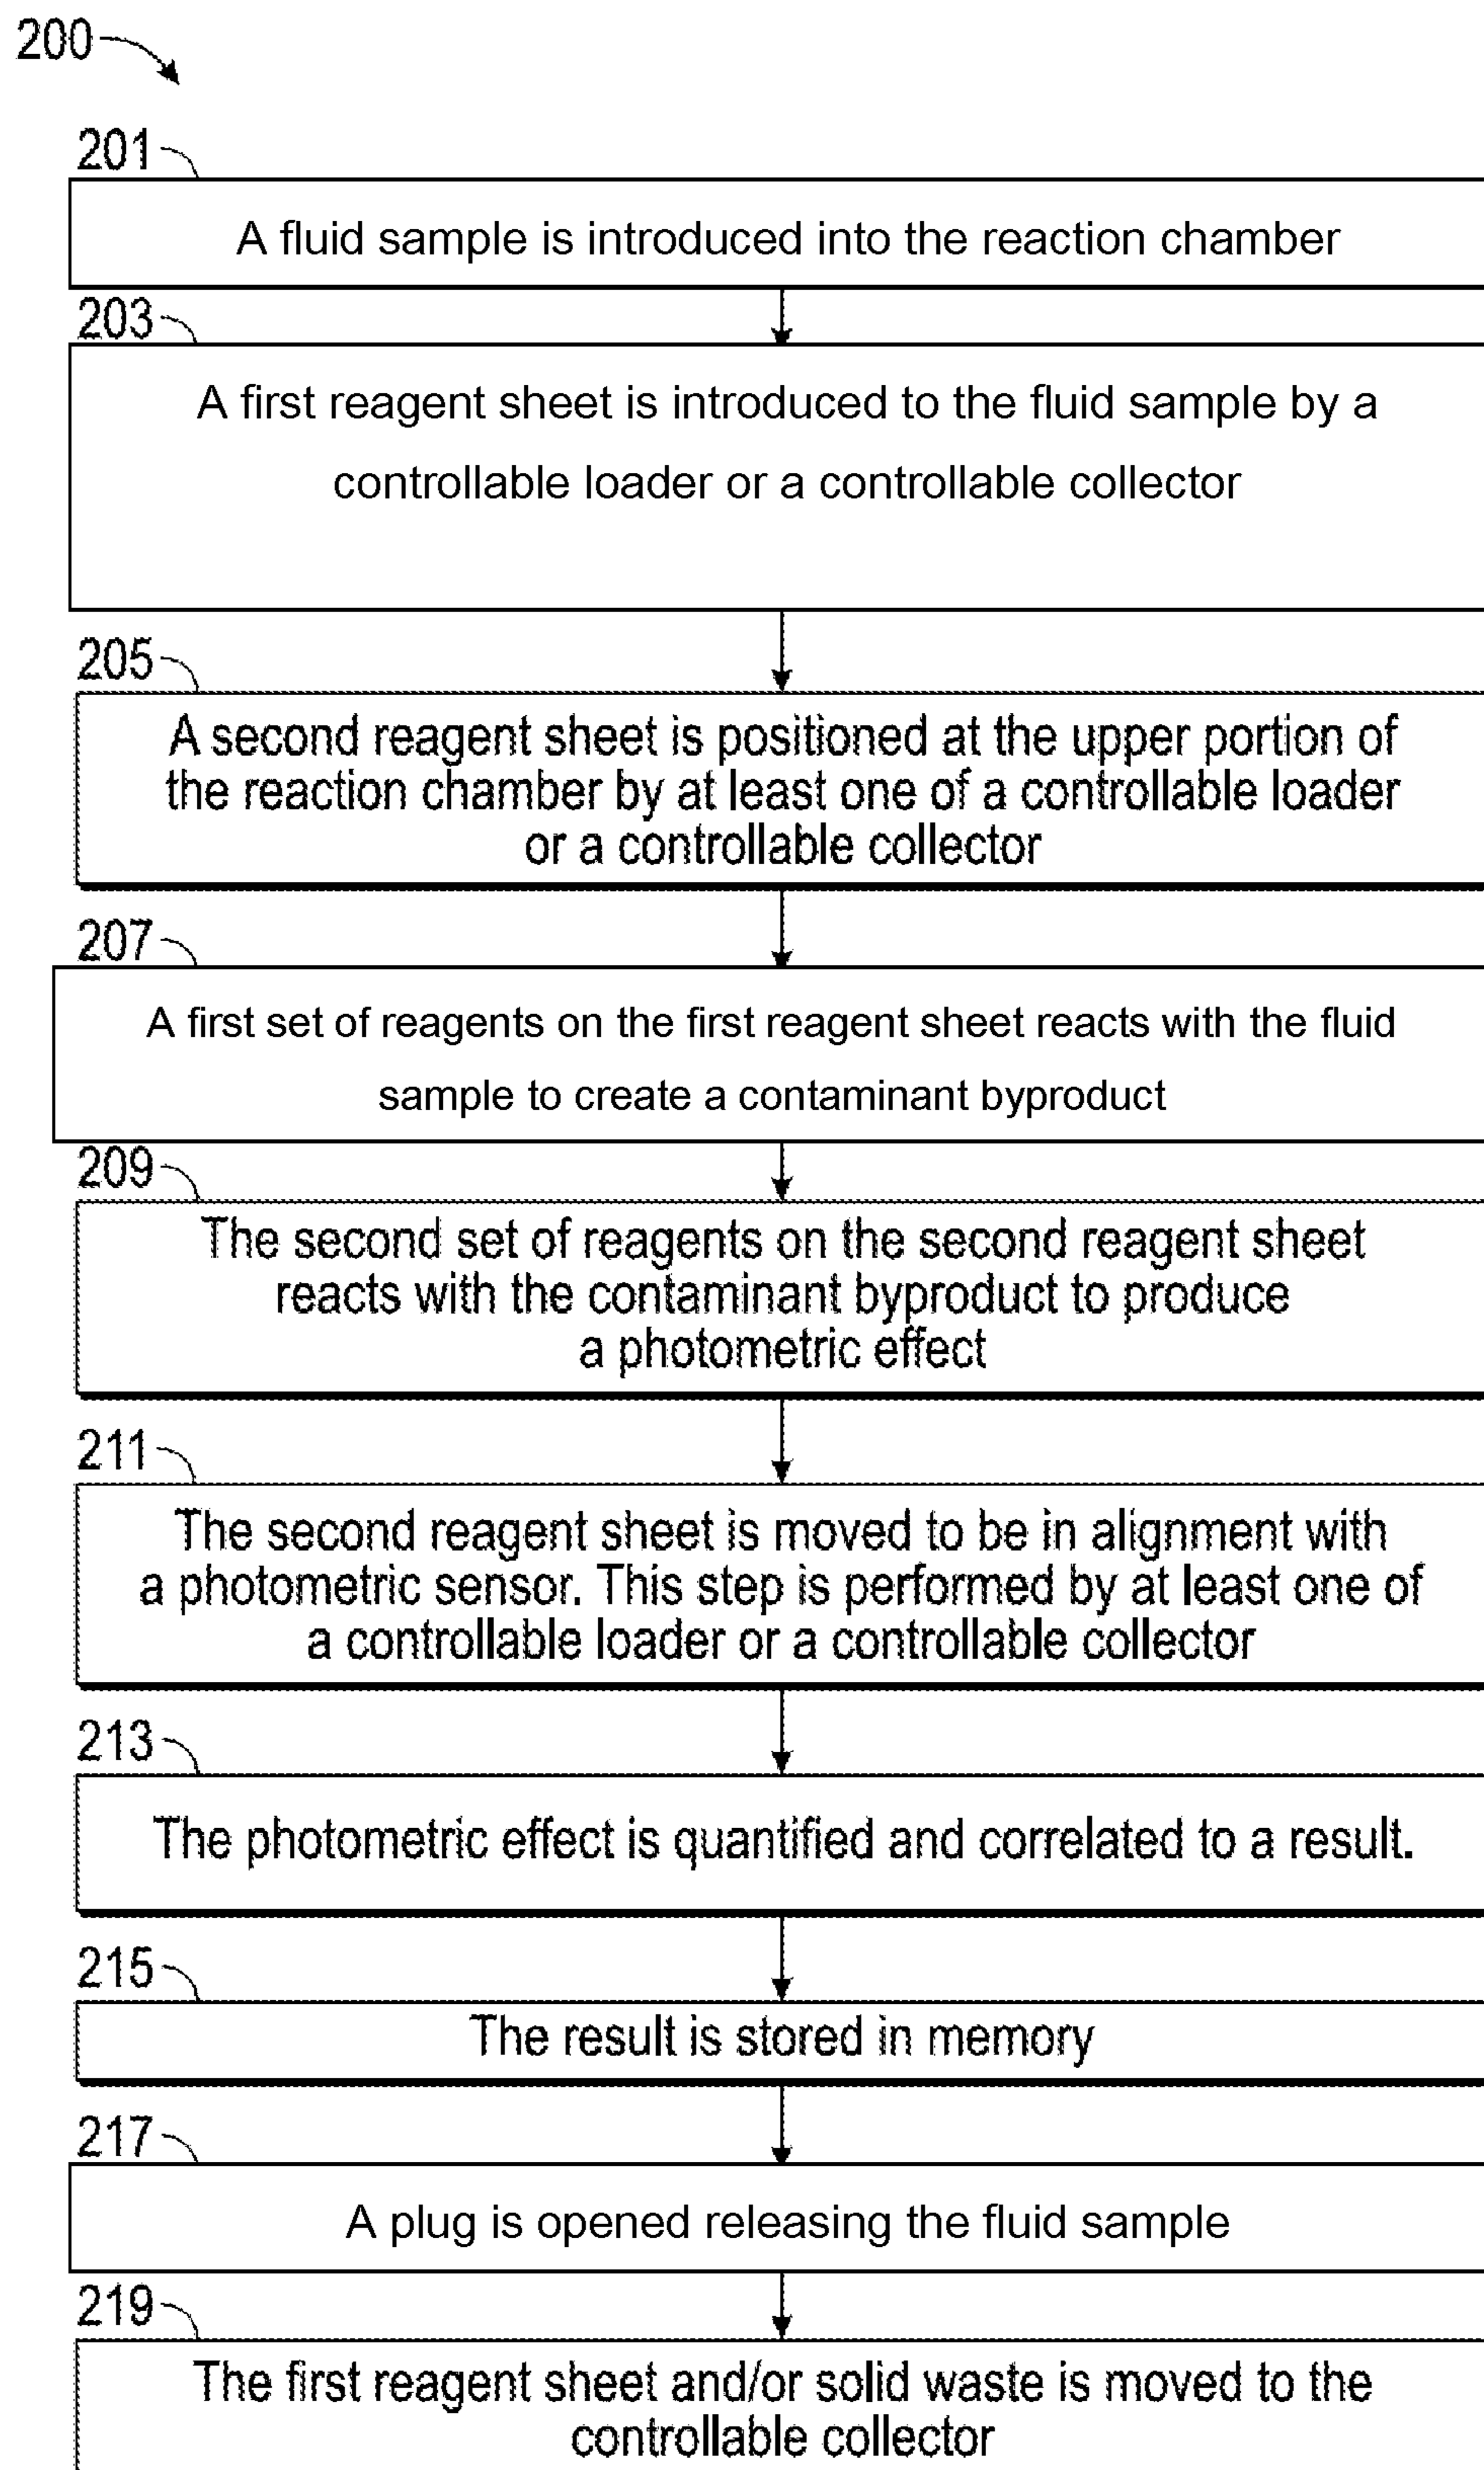 200
201
A fluid sample is introduced into the reaction chamber
203
A first reagent sheet is introduced to the fluid sample by a
controllable loader or a controllable collector
205
A second reagent sheet is positioned at the upper portion of
the reaction chamber by at least one of a controllable loader
or a controllable collector
207
A first set of reagents on the first reagent sheet reacts with the fluid
sample to create a contaminant byproduct
209
The second set of reagents on the second reagent sheet
reacts with the contaminant byproduct to produce
a photometric effect
211
The second reagent sheet is moved to be in alignment with
a photometric sensor. This step is performed by at least one of
a controllable loader or a controllable collector
213
The photometric effect is quantified and correlated to a result.
215
The result is stored in memory
217
A plug is opened releasing the fluid sample
219
The first reagent sheet and/or solid waste is moved to the
controllable collector